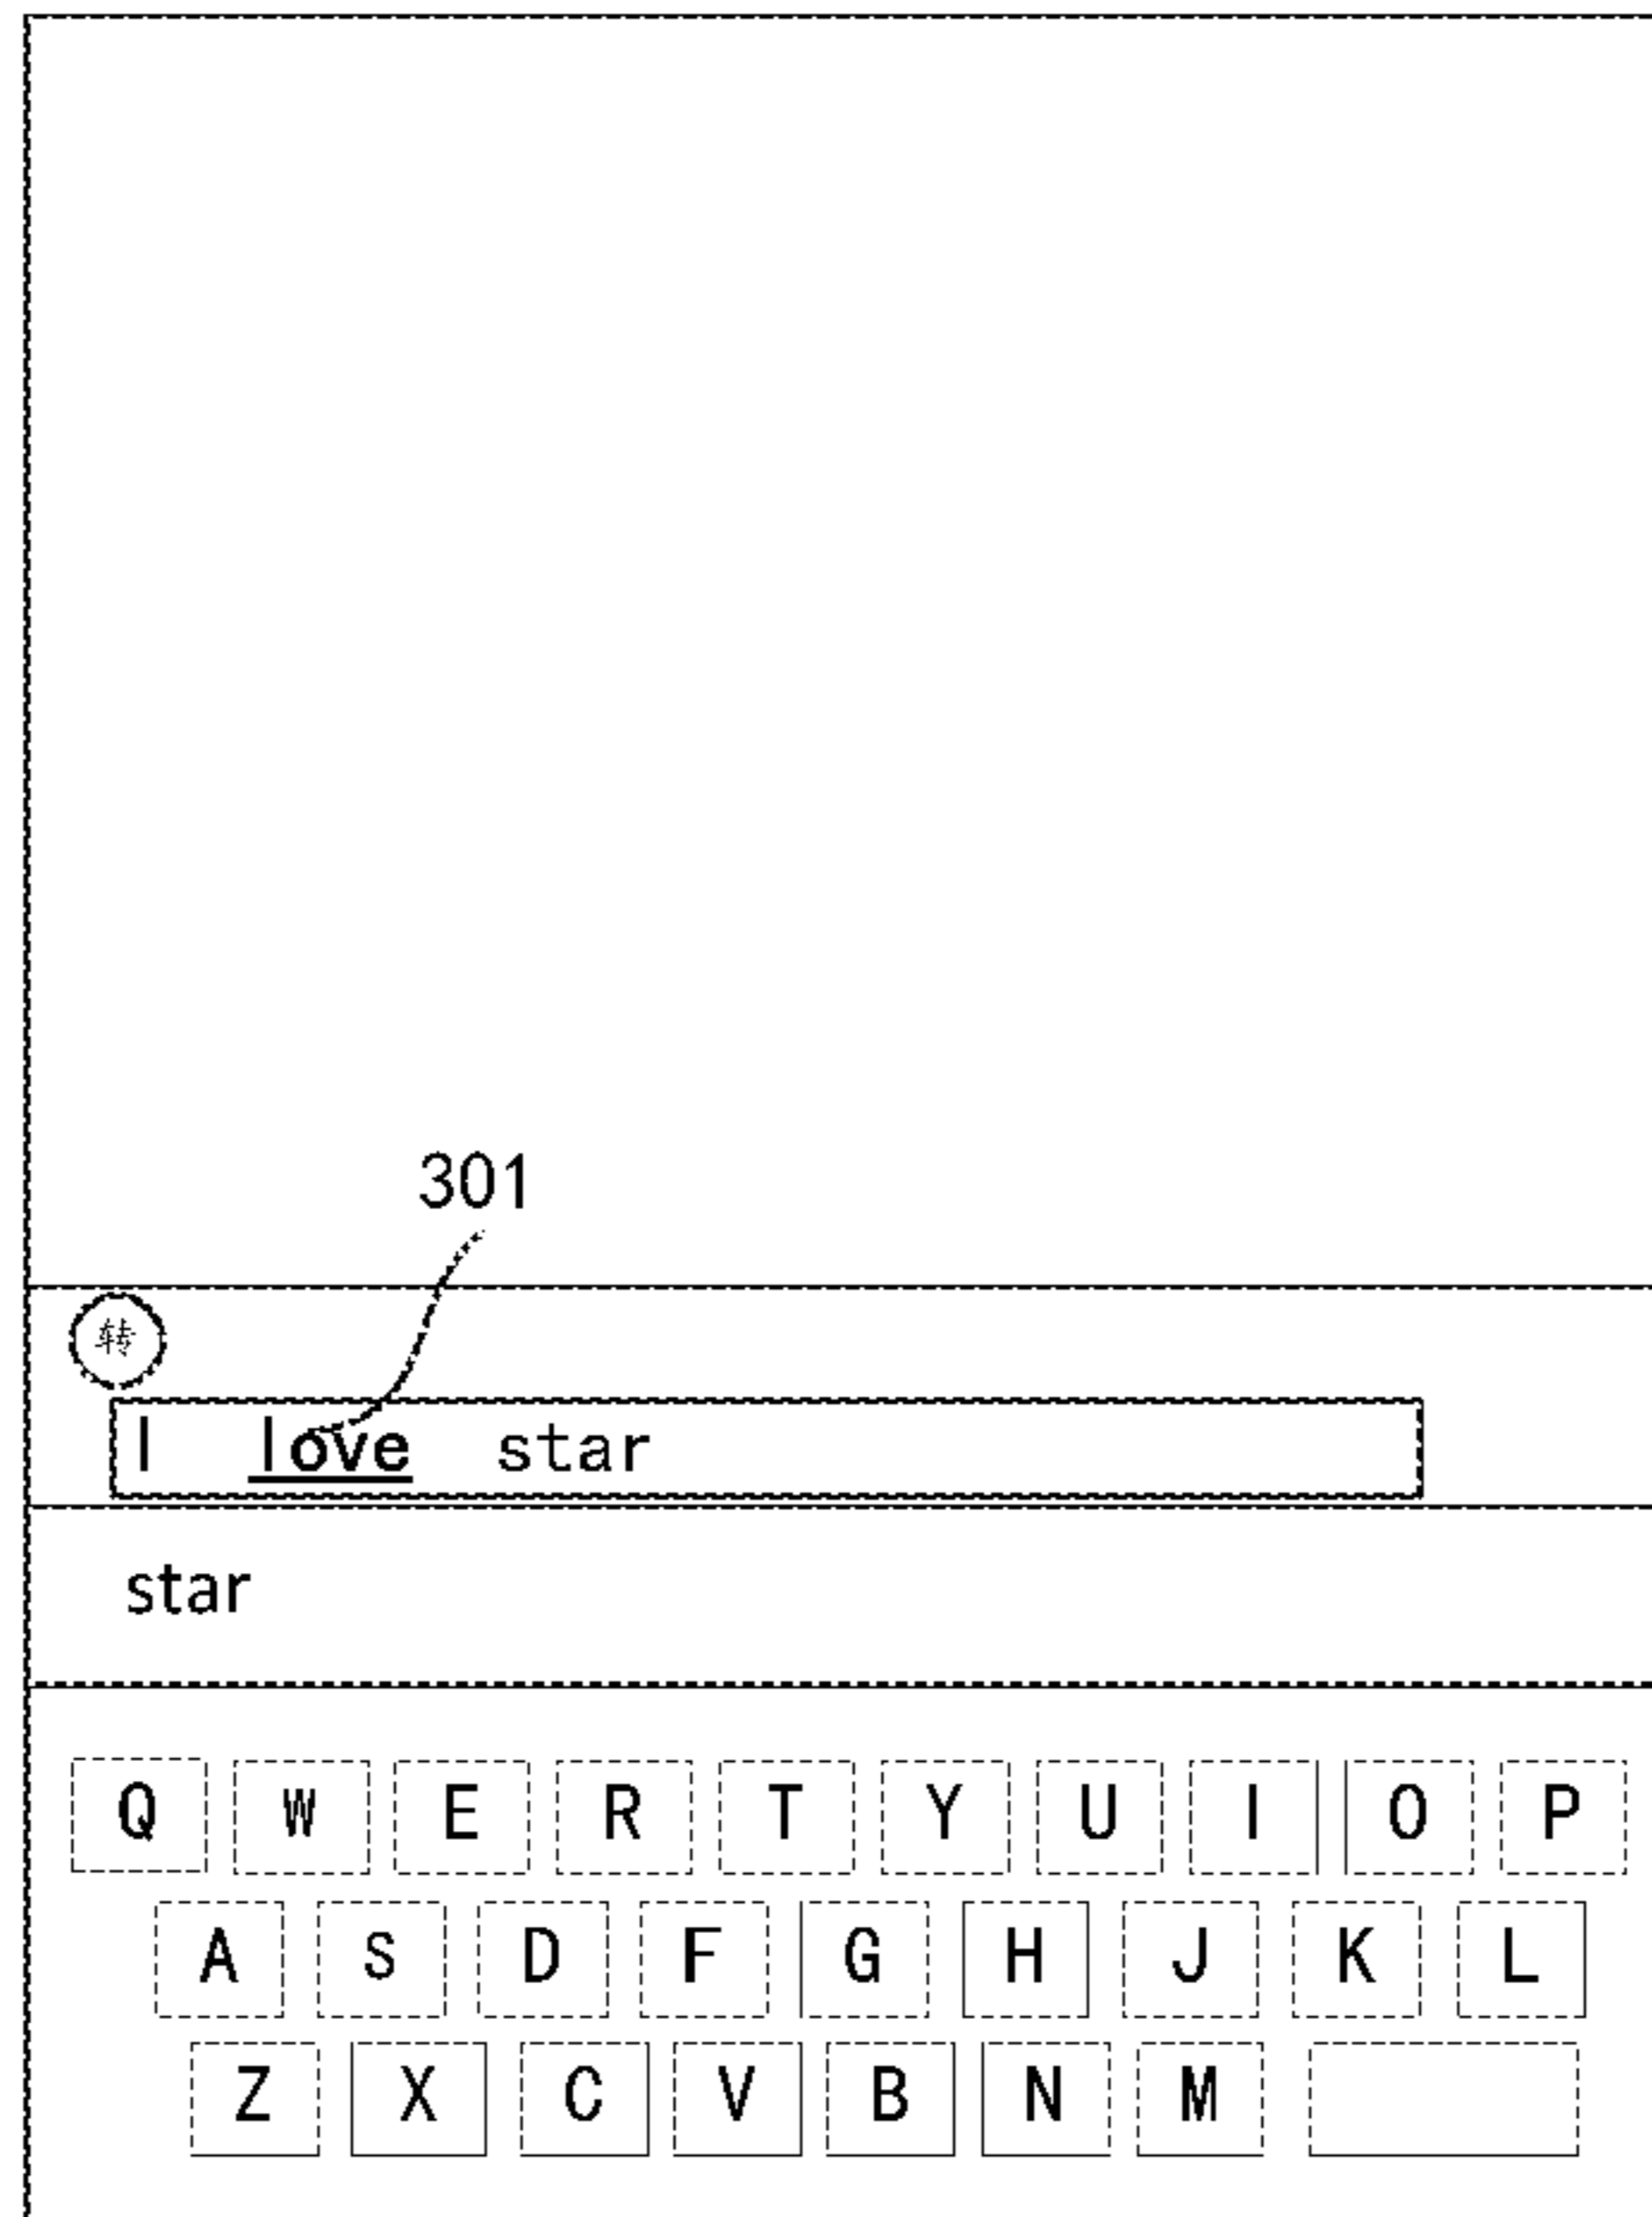 301
转
I love star
star
Q W E R T Y U I O P
A S D F G H J K L
Z X C V B N M